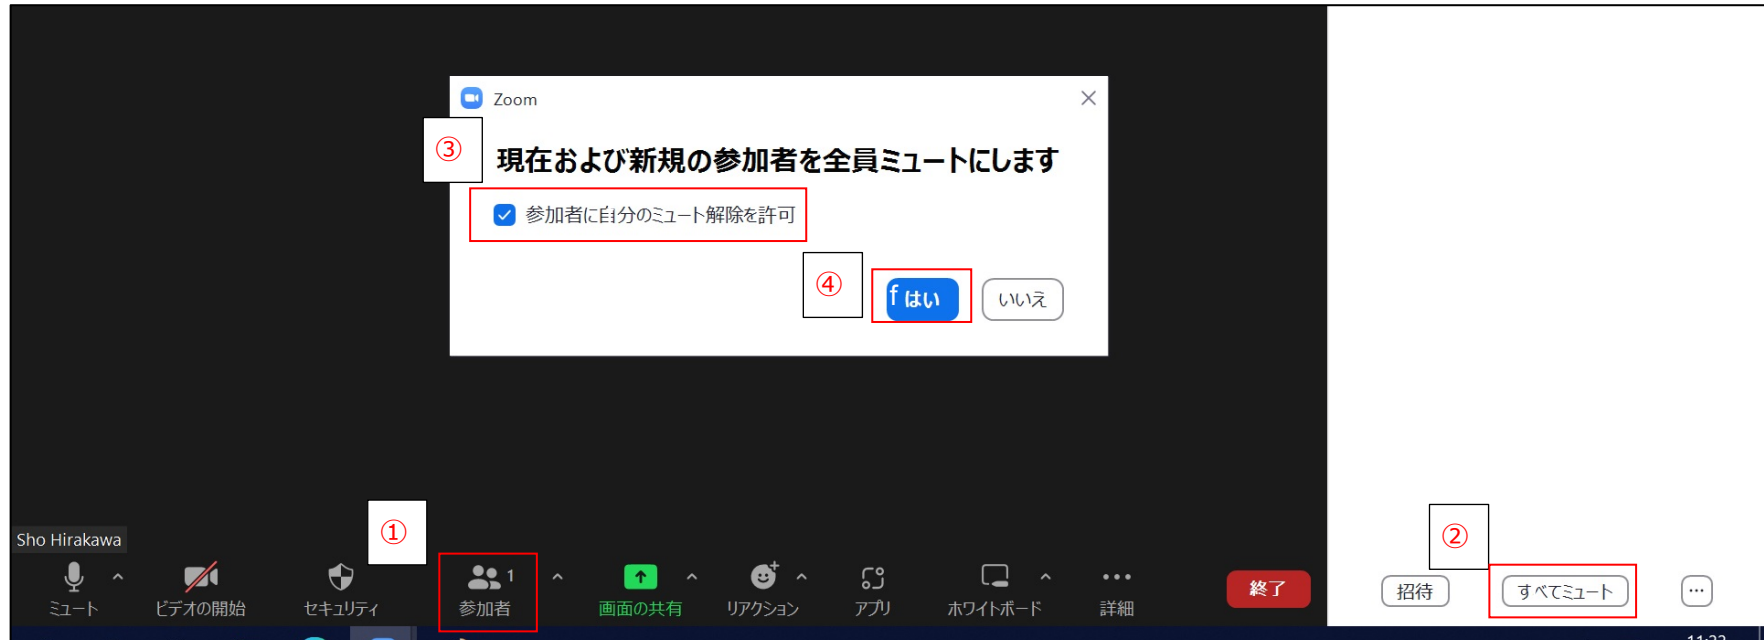 Zoom
③
現在および新規の参加者を全員ミュートにします
参加者に自分のミュート解除を許可
④
f はい
いいえ
①
②
Sho Hirakawa
1
ミュート
ビデオの開始
セキュリティ
参加者
画面の共有
リアクション
アプリ
ホワイトボード
詳細
終了
招待
すべてミュート